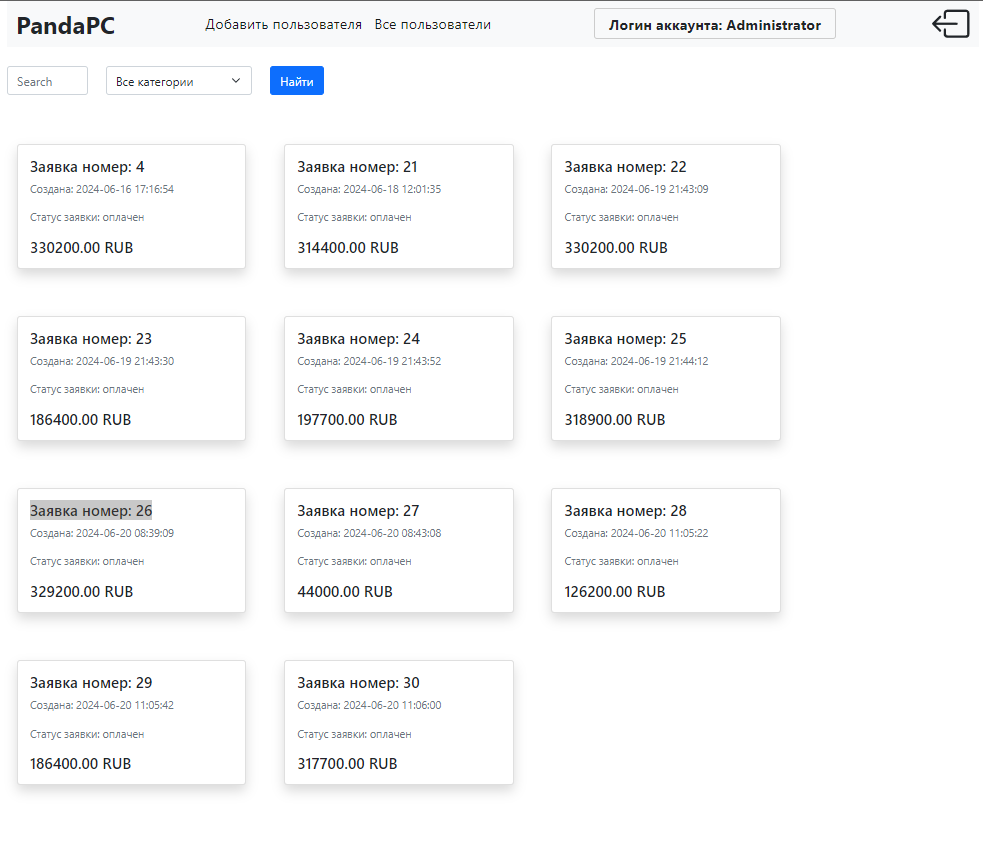 PandaPC
Добавить пользователя
Все пользователи
Логин аккаунта: Administrator
Search
Все категории
Найти
Заявка номер: 4
Создана: 2024-06-16 17:16:54
Статус заявки: оплачен
330200.00 RUB
Заявка номер: 21
Создана: 2024-06-18 12:01:35
Статус заявки: оплачен
314400.00 RUB
Заявка номер: 22
Создана: 2024-06-19 21:43:09
Статус заявки: оплачен
330200.00 RUB
Заявка номер: 23
Создана: 2024-06-19 21:43:30
Статус заявки: оплачен
186400.00 RUB
Заявка номер: 24
Создана: 2024-06-19 21:43:52
Статус заявки: оплачен
197700.00 RUB
Заявка номер: 25
Создана: 2024-06-19 21:44:12
Статус заявки: оплачен
318900.00 RUB
Заявка номер: 26
Создана: 2024-06-20 08:39:09
Статус заявки: оплачен
329200.00 RUB
Заявка номер: 27
Создана: 2024-06-20 08:43:08
Статус заявки: оплачен
44000.00 RUB
Заявка номер: 28
Создана: 2024-06-20 11:05:22
Статус заявки: оплачен
126200.00 RUB
Заявка номер: 29
Создана: 2024-06-20 11:05:42
Статус заявки: оплачен
186400.00 RUB
Заявка номер: 30
Создана: 2024-06-20 11:06:00
Статус заявки: оплачен
317700.00 RUB